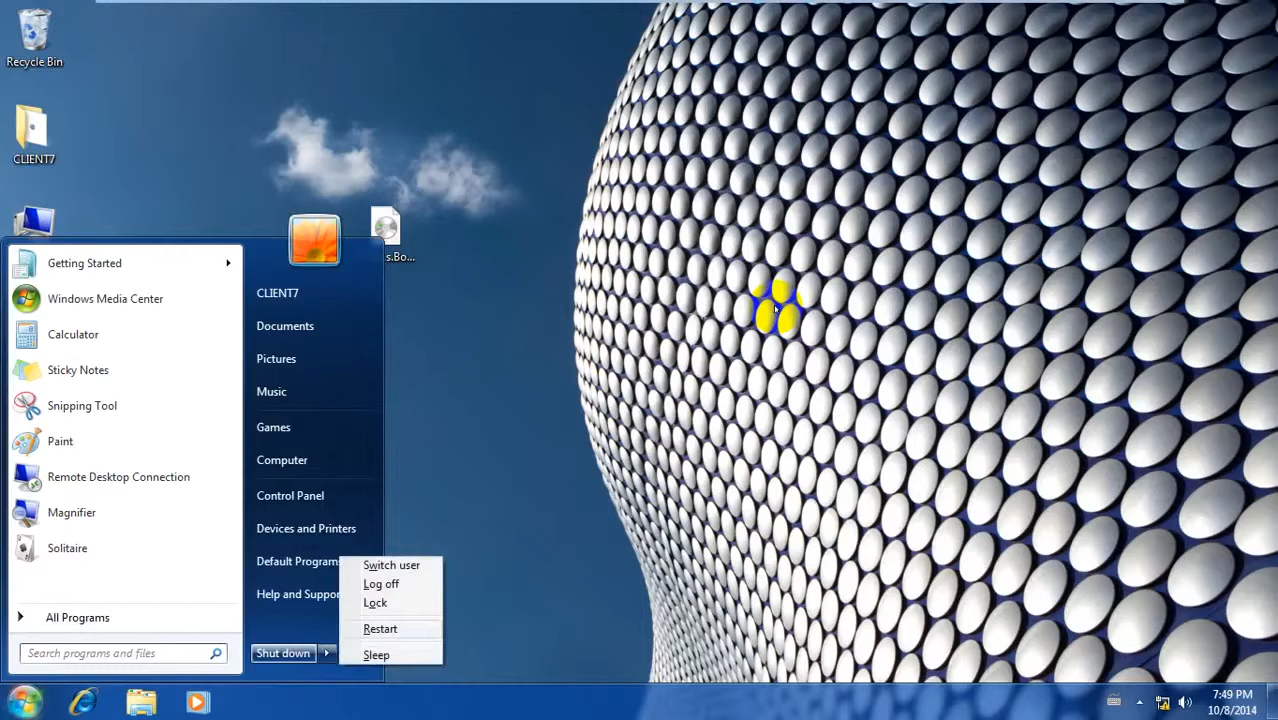 Recycle Bin
CLIENT7
s.Bo...
Getting Started
Windows Media Center
Calculator
Sticky Notes
Snipping Tool
Paint
Remote Desktop Connection
Magnifier
Solitaire
All Programs
Search programs and files
CLIENT7
Documents
Pictures
Music
Games
Computer
Control Panel
Devices and Printers
Default Programs
Help and Suppor
Shut down
Switch user
Log off
Lock
Restart
Sleep
7:49 PM
10/8/2014